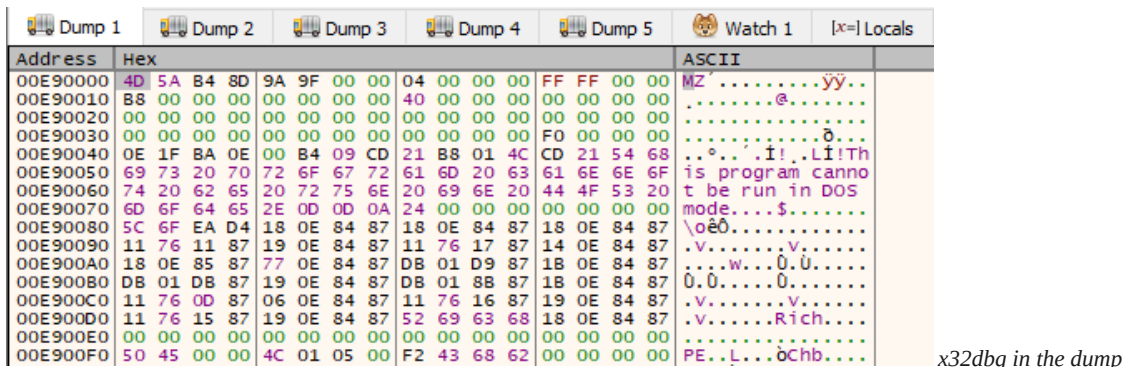 Dump 1 Dump 2 Dump 3 Dump 4 Dump 5 Watch 1 [x=] Locals
Address Hex ASCII
00E90000 4D 5A B4 8D 9A 9F 00 00 04 00 00 00 FF FF 00 00 MZ´.........ÿÿ..
00E90010 B8 00 00 00 00 00 00 00 40 00 00 00 00 00 00 00 ¸.......@.......
00E90020 00 00 00 00 00 00 00 00 00 00 00 00 00 00 00 00 ................
00E90030 00 00 00 00 00 00 00 00 00 00 00 00 F0 00 00 00 ............ð...
00E90040 0E 1F BA 0E 00 B4 09 CD 21 B8 01 4C CD 21 54 68 ..º..´.Í!¸.LÍ!Th
00E90050 69 73 20 70 72 6F 67 72 61 6D 20 63 61 6E 6E 6F is program canno
00E90060 74 20 62 65 20 72 75 6E 20 69 6E 20 44 4F 53 20 t be run in DOS
00E90070 6D 6F 64 65 2E 0D 0D 0A 24 00 00 00 00 00 00 00 mode....$.......
00E90080 5C 6F EA D4 18 0E 84 87 18 0E 84 87 18 0E 84 87 \oêÔ............
00E90090 11 76 11 87 19 0E 84 87 11 76 17 87 14 0E 84 87 .v.......v......
00E900A0 18 0E 85 87 77 0E 84 87 DB 01 D9 87 1B 0E 84 87 ....w...Û.Ù.....
00E900B0 DB 01 DB 87 19 0E 84 87 DB 01 8B 87 1B 0E 84 87 Û.Û.....Û.......
00E900C0 11 76 0D 87 06 0E 84 87 11 76 16 87 19 0E 84 87 .v.......v......
00E900D0 11 76 15 87 19 0E 84 87 52 69 63 68 18 0E 84 87 .v......Rich....
00E900E0 00 00 00 00 00 00 00 00 00 00 00 00 00 00 00 00 ................
00E900F0 50 45 00 00 4C 01 05 00 F2 43 68 62 00 00 00 00 PE..L...òChb....
x32dbg in the dump